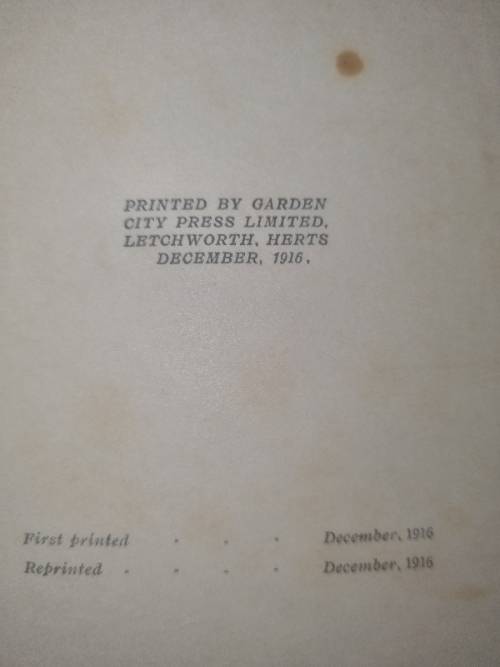 PRINTED BY GARDEN
CITY PRESS LIMITED,
LETCHWORTH, HERTS
DECEMBER, 1916.
First printed . . . December, 1916
Reprinted . . . . December, 1916